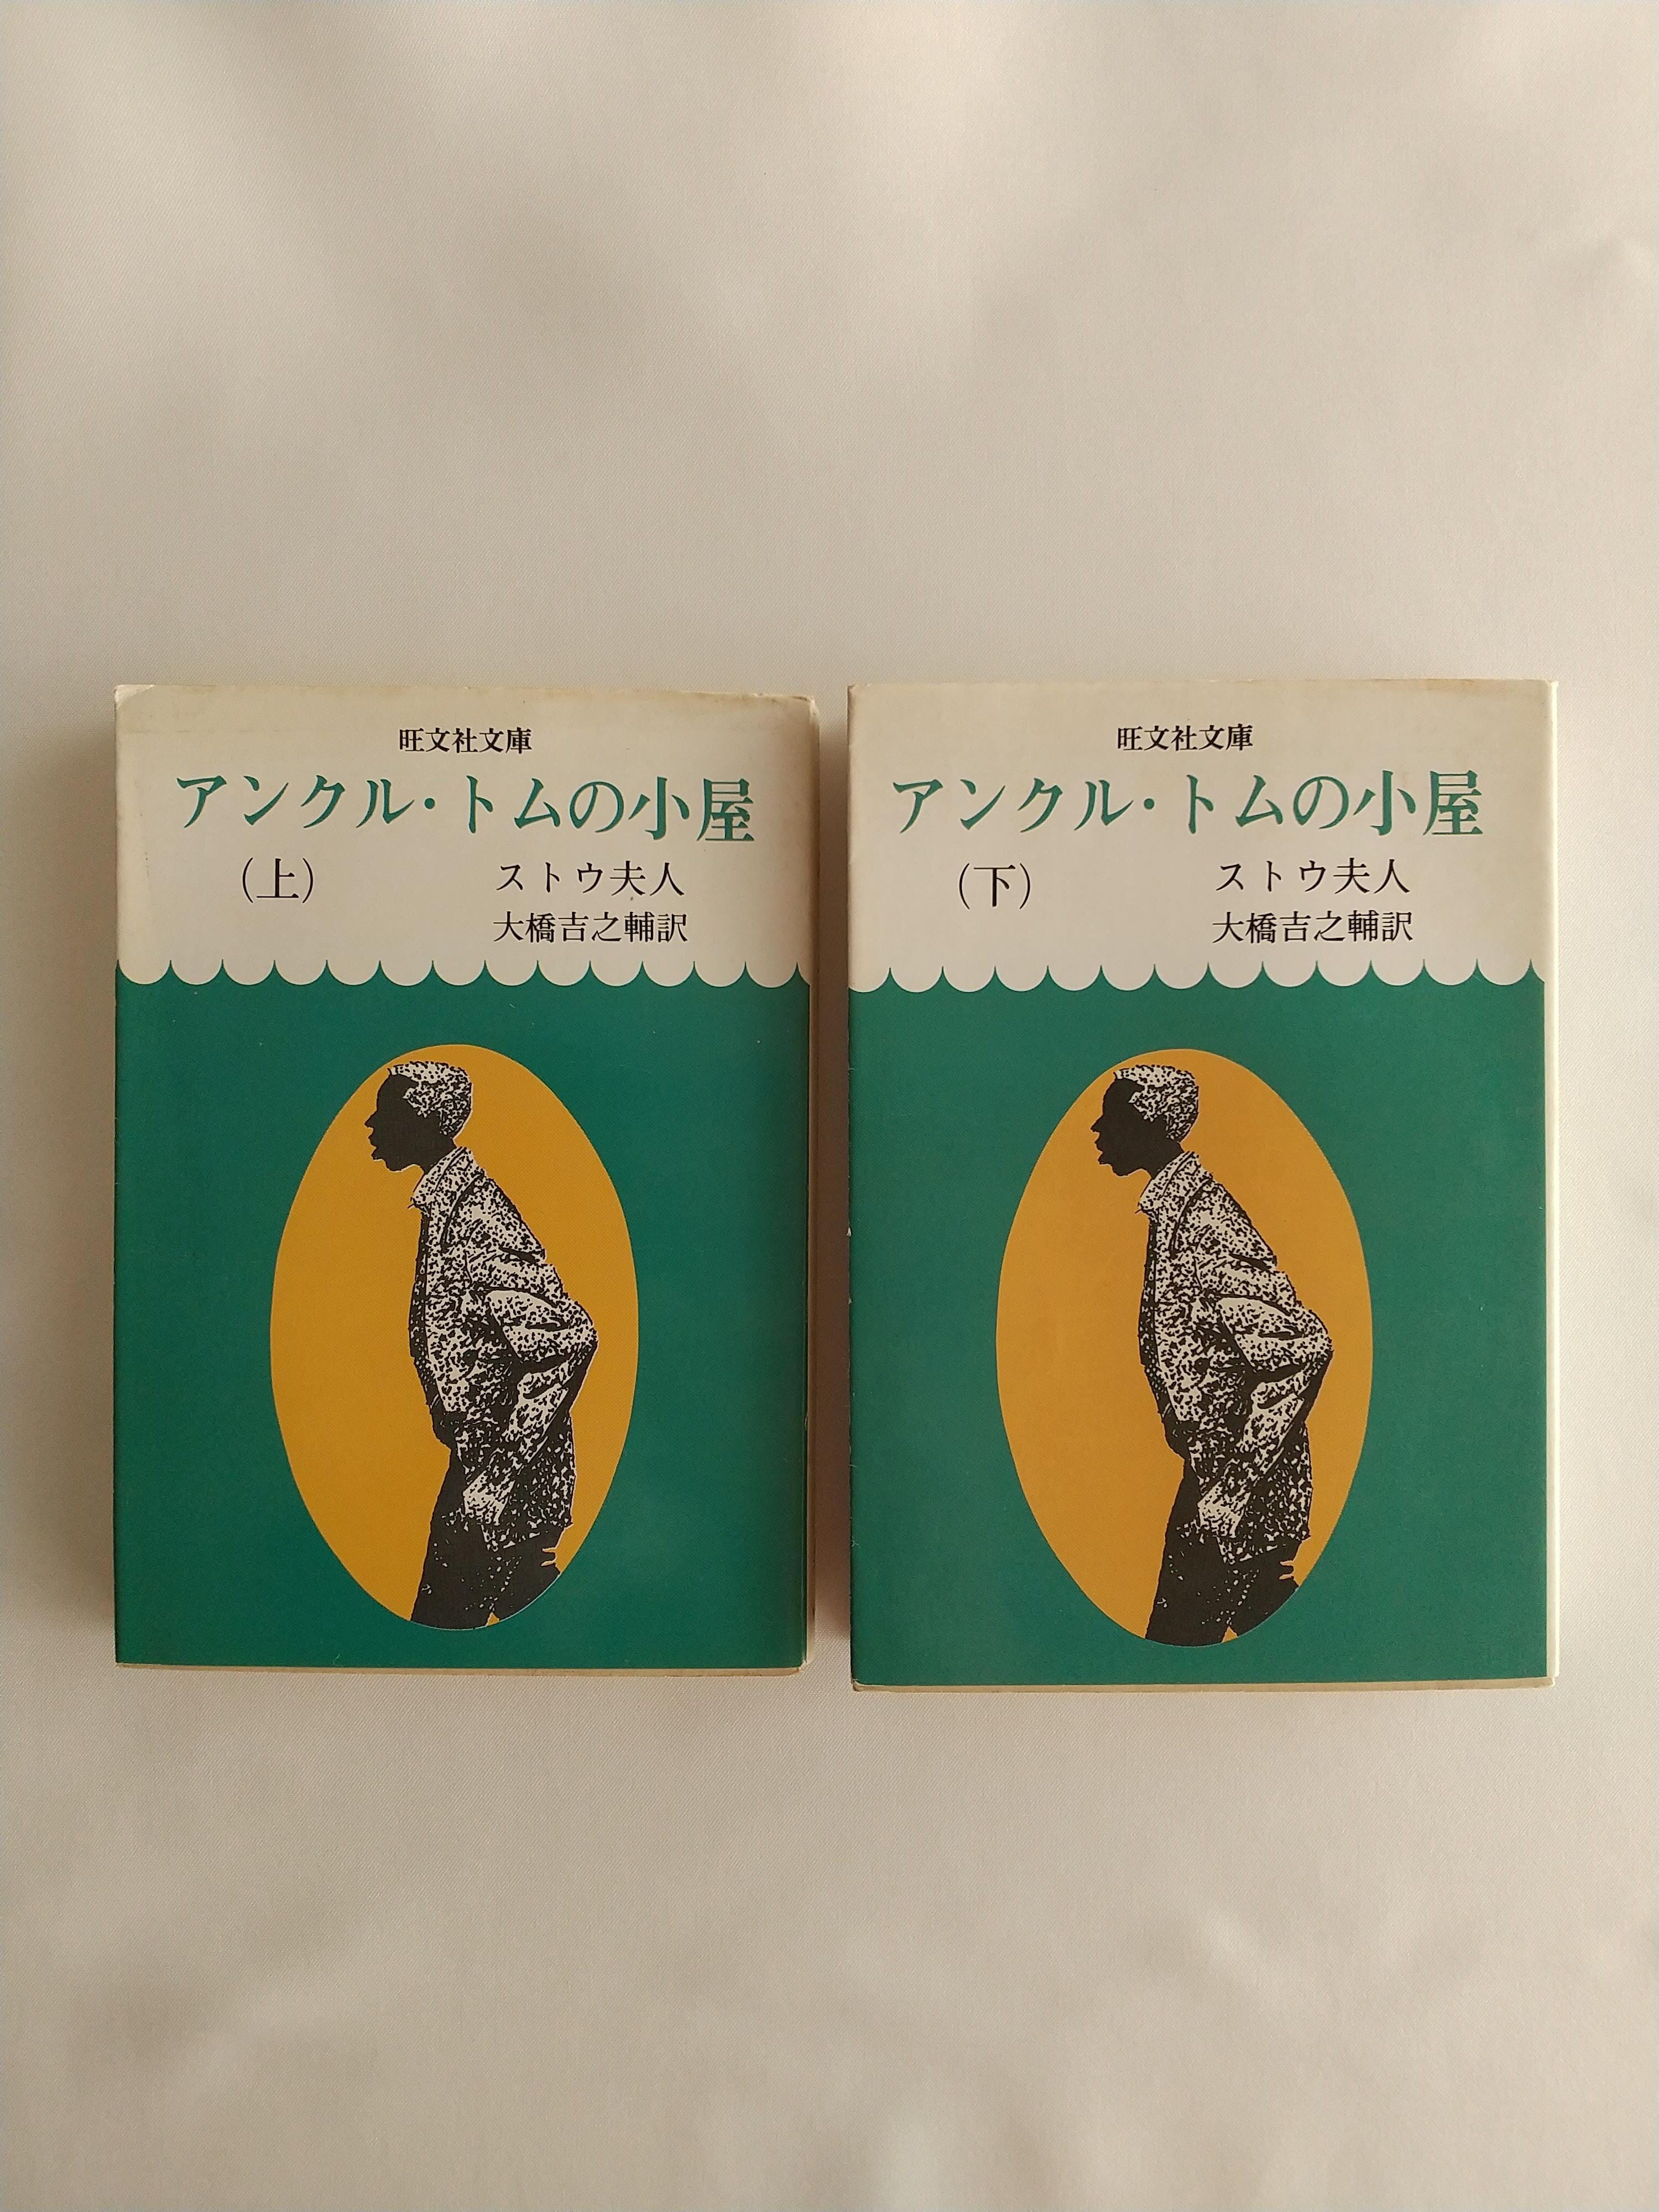 旺文社文庫
アンクル・トムの小屋
(上)
ストウ夫人
大橋吉之輔訳
旺文社文庫
アンクル・トムの小屋
(下)
ストウ夫人
大橋吉之輔訳